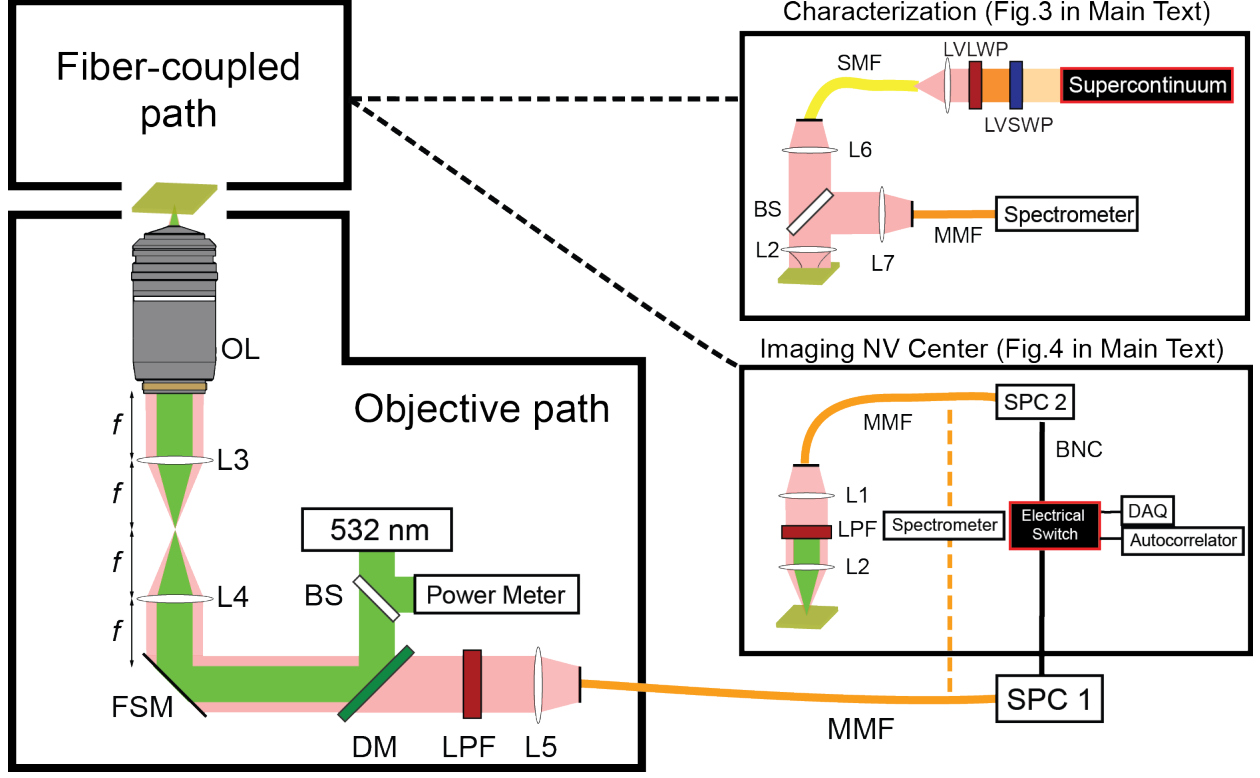 Fiber-coupled
path
OL
f
L3
f
f
L4
f
FSM
Objective path
532 nm
BS
Power Meter
DM
LPF
L5
MMF
SPC 1
Characterization (Fig.3 in Main Text)
SMF
LVLWP
LVSWP
Supercontinuum
L6
BS
L2
L7
MMF
Spectrometer
Imaging NV Center (Fig.4 in Main Text)
MMF
SPC 2
BNC
L1
LPF
L2
Spectrometer
Electrical
Switch
DAQ
Autocorrelator